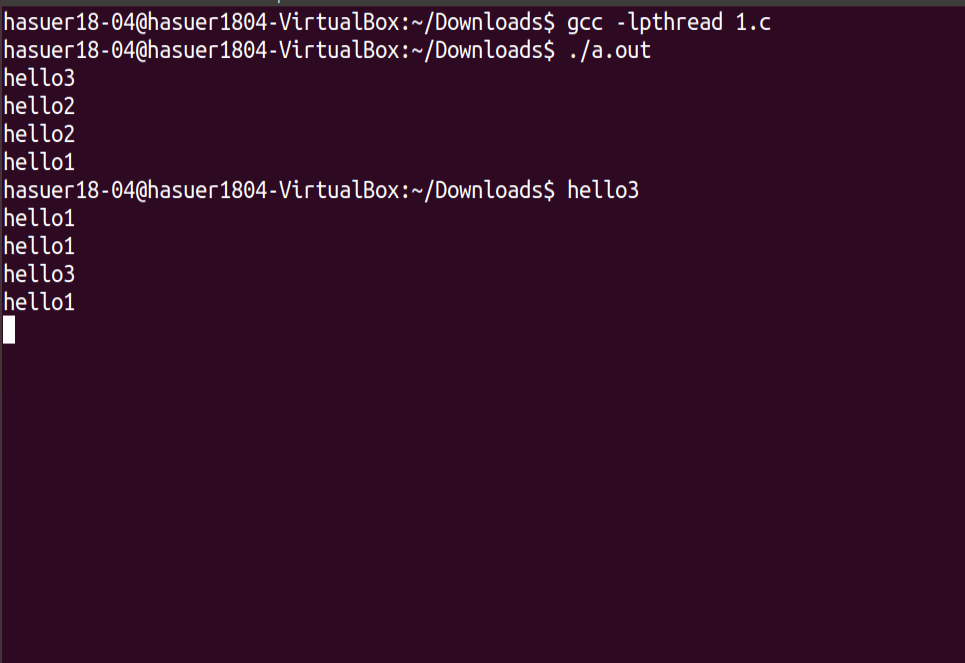 hasuer18-04@hasuer1804-VirtualBox:~/Downloads$ gcc -lpthread 1.c
hasuer18-04@hasuer1804-VirtualBox:~/Downloads$ ./a.out
hello3
hello2
hello2
hello1
hasuer18-04@hasuer1804-VirtualBox:~/Downloads$ hello3
hello1
hello1
hello3
hello1